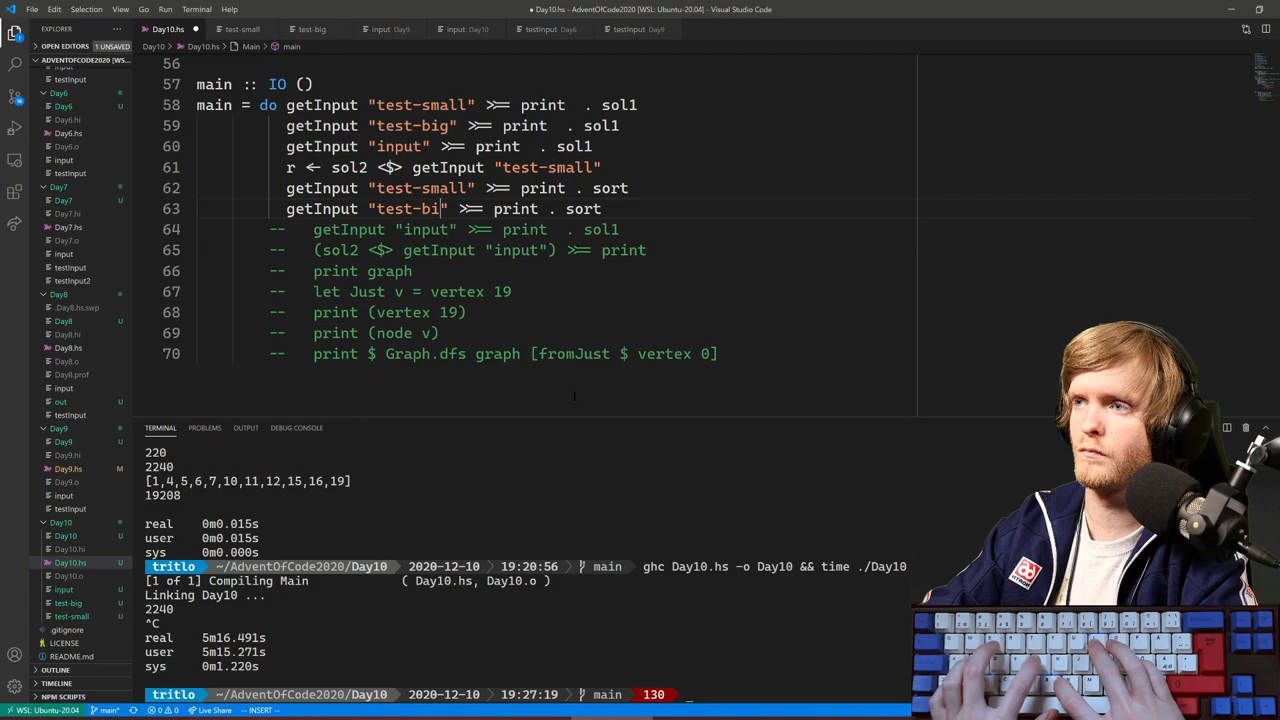 File Edit Selection View Go Run Terminal Help
● Day10.hs - AdventOfCode2020 [WSL: Ubuntu-20.04] - Visual Studio Code
EXPLORER
Day10.hs ●
test-small
test-big
input Day9
input Day10
testInput Day6
testInput Day9
OPEN EDITORS 1 UNSAVED
Day10 > Day10.hs > Main > main
ADVENTOFCODE2020 [WS...
input
testInput
Day6
Day6 U
Day6.hi
Day6.hs
Day6.o
input
testInput
Day7
Day7 U
Day7.hi
Day7.hs
Day7.o
input
testInput
testInput2
Day8
.Day8.hs.swp
Day8 U
Day8.hi
Day8.hs
Day8.o
Day8.prof
input
out U
testInput
Day9
Day9 U
Day9.hi
Day9.hs M
Day9.o
input
testInput
Day10
Day10 U
Day10.hi
Day10.hs U
Day10.o
input U
test-big U
test-small U
.gitignore
LICENSE
README.md
OUTLINE
TIMELINE
NPM SCRIPTS
56
57 main :: IO ()
58 main = do getInput "test-small" >>= print . sol1
59 getInput "test-big" >>= print . sol1
60 getInput "input" >>= print . sol1
61 r <- sol2 <$> getInput "test-small"
62 getInput "test-small" >>= print . sort
63 getInput "test-bi" >>= print . sort
64 -- getInput "input" >>= print . sol1
65 -- (sol2 <$> getInput "input") >>= print
66 -- print graph
67 -- let Just v = vertex 19
68 -- print (vertex 19)
69 -- print (node v)
70 -- print $ Graph.dfs graph [fromJust $ vertex 0]
TERMINAL PROBLEMS OUTPUT DEBUG CONSOLE
220
2240
[1,4,5,6,7,10,11,12,15,16,19]
19208
real 0m0.015s
user 0m0.015s
sys 0m0.000s
tritlo ~/AdventOfCode2020/Day10 2020-12-10 19:20:56 main ghc Day10.hs -o Day10 && time ./Day10
[1 of 1] Compiling Main ( Day10.hs, Day10.o )
Linking Day10 ...
2240
^C
real 5m16.491s
user 5m15.271s
sys 0m1.220s
tritlo ~/AdventOfCode2020/Day10 2020-12-10 19:27:19 main 130
WSL: Ubuntu-20.04 main* 0 0 Live Share -- INSERT --